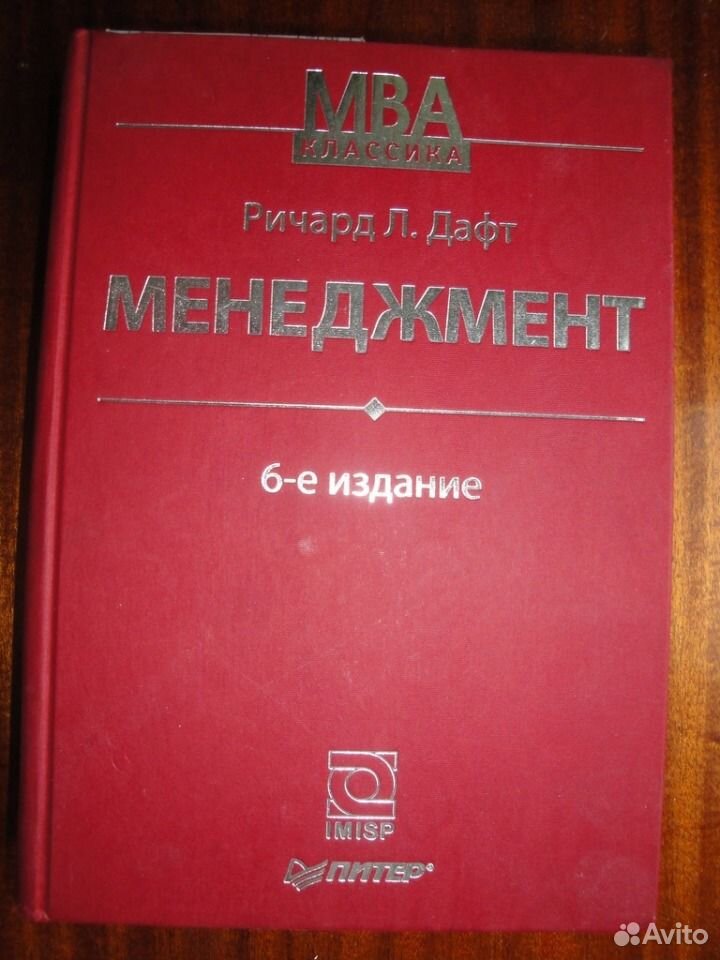 MBA
КЛАССИКА
Ричард Л. Дафт
МЕНЕДЖМЕНТ
6-е издание
IMISP
ПИТЕР®
Avito